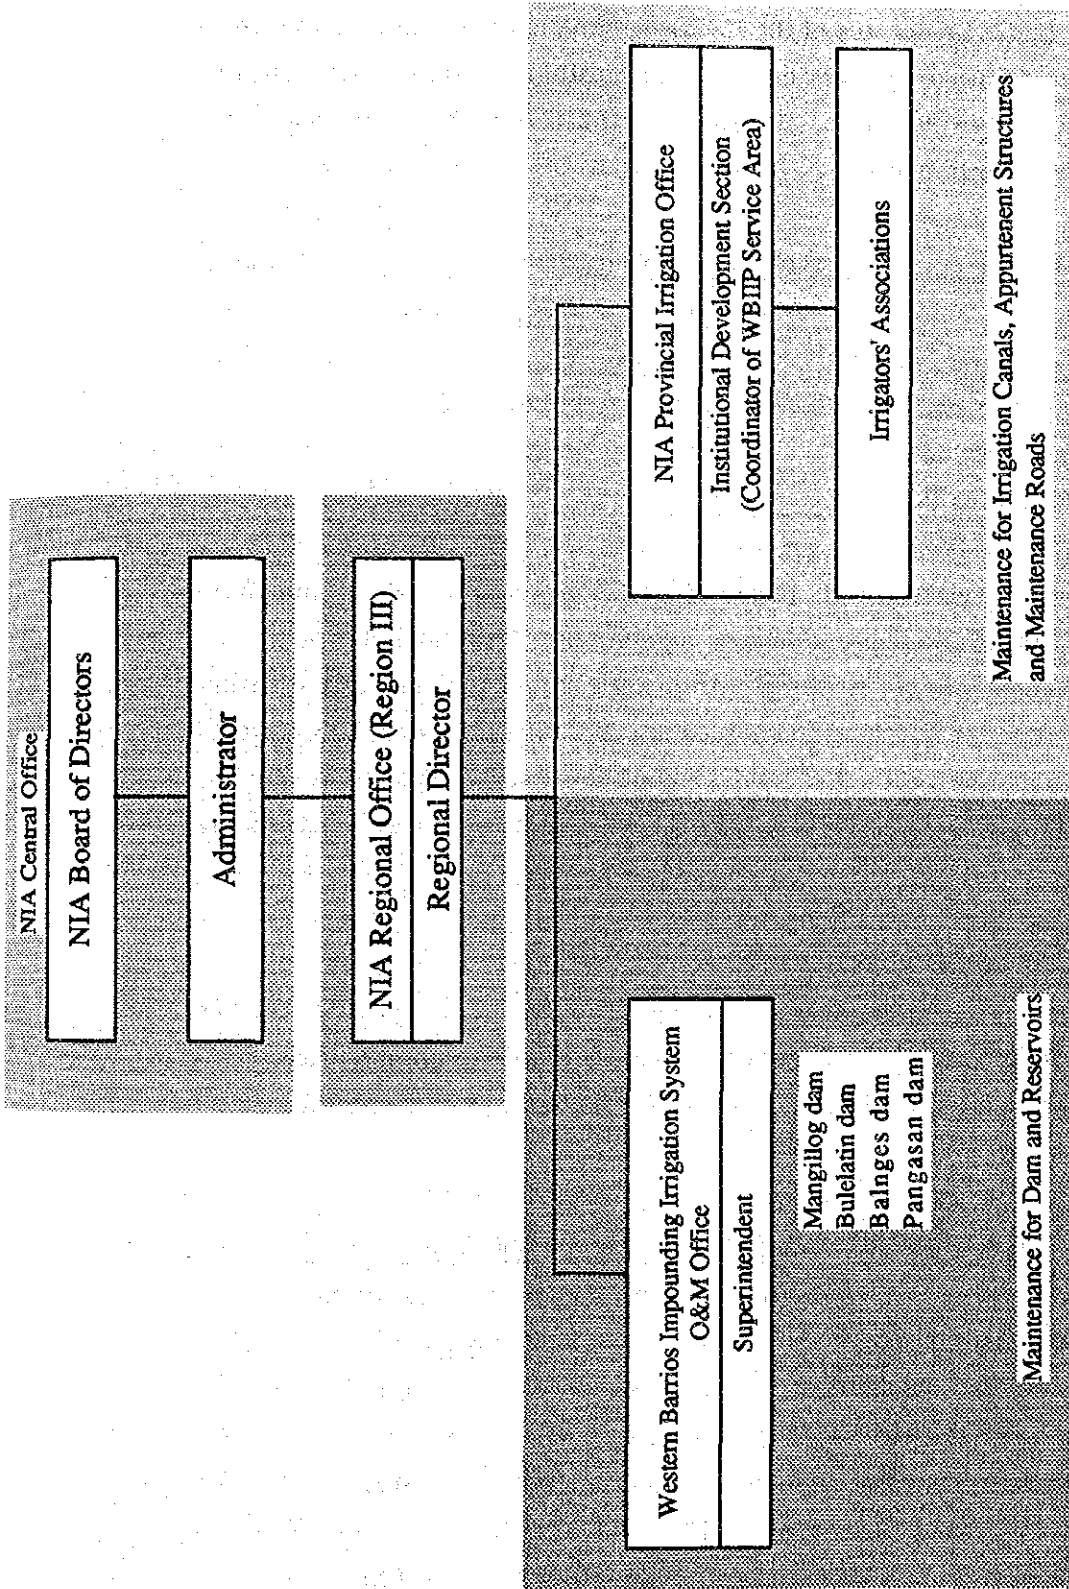 NIA Central Office
NIA Board of Directors
Administrator
NIA Regional Office (Region III)
Regional Director
Western Barrios Impounding Irrigation System
O&M Office
Superintendent
Mangillog dam
Bulelatin dam
Balnges dam
Pangasan dam
Maintenance for Dam and Reservoirs
NIA Provincial Irrigation Office
Institutional Development Section
(Coordinator of WBIIP Service Area)
Irrigators' Associations
Maintenance for Irrigation Canals, Appurtenent Structures
and Maintenance Roads